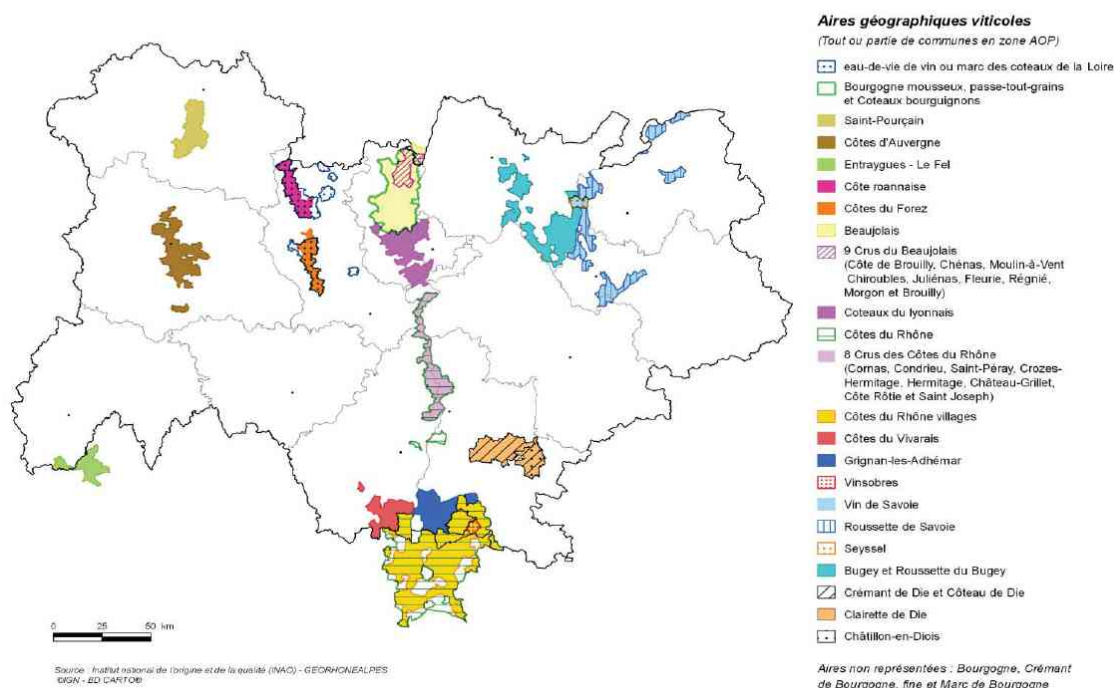 Aires géographiques viticoles
(Tout ou partie de communes en zone AOP)
eau-de-vie de vin ou marc des coteaux de la Loire
Bourgogne mousseux, passe-tout-grains
et Coteaux bourguignons
Saint-Pourçain
Côtes d'Auvergne
Entraygues - Le Fel
Côte roannaise
Côtes du Forez
Beaujolais
9 Crus du Beaujolais
(Côte de Brouilly, Chénas, Moulin-à-Vent
Chiroubles, Juliénas, Fleurie, Régnié,
Morgon et Brouilly)
Coteaux du lyonnais
Côtes du Rhône
8 Crus des Côtes du Rhône
(Cornas, Condrieu, Saint-Péray, Crozes-
Hermitage, Hermitage, Château-Grillet,
Côte Rôtie et Saint Joseph)
Côtes du Rhône villages
Côtes du Vivarais
Grignan-les-Adhémar
Vinsobres
Vin de Savoie
Roussette de Savoie
Seyssel
Bugey et Roussette du Bugey
Crémant de Die et Côteau de Die
Clairette de Die
Châtillon-en-Diois
Aires non représentées : Bourgogne, Crémant
de Bourgogne, fine et Marc de Bourgogne
0 25 50 km
Source : Institut national de l'origine et de la qualité (INAO) - GEORHONEALPES
©IGN - BD CARTO®